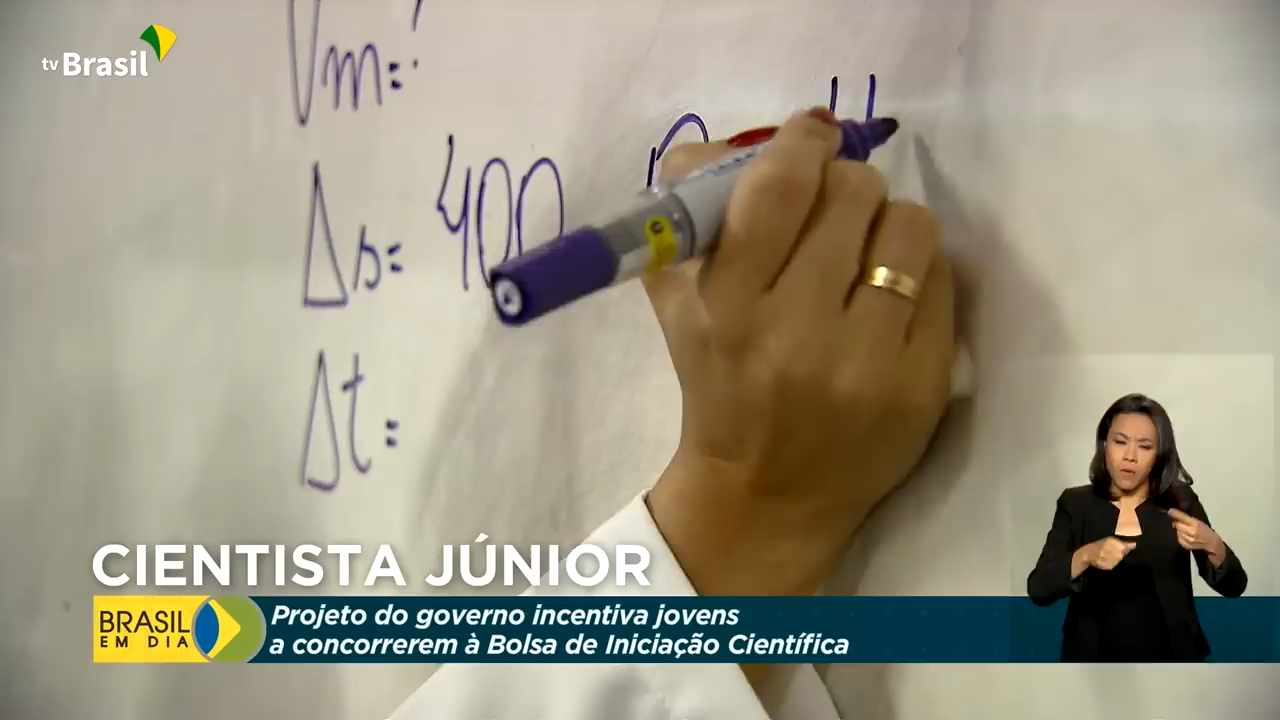 tv Brasil
Vm=?
Δs= 400
Δt=
CIENTISTA JÚNIOR
BRASIL
EM DIA
Projeto do governo incentiva jovens
a concorrerem à Bolsa de Iniciação Científica